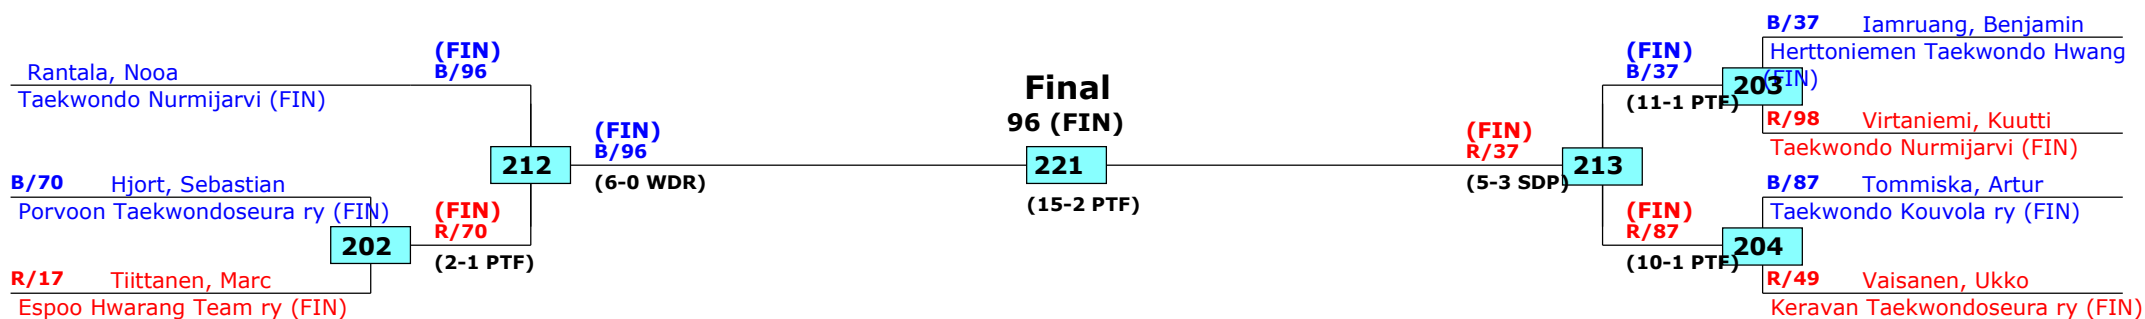 (FIN)
B/96
Rantala, Nooa
Taekwondo Nurmijarvi (FIN)
212
(FIN)
B/96
(6-0 WDR)
B/70 Hjort, Sebastian
Porvoon Taekwondoseura ry (FIN)
202
(FIN)
R/70
(2-1 PTF)
R/17 Tiittanen, Marc
Espoo Hwarang Team ry (FIN)
Final
96 (FIN)
221
(15-2 PTF)
(FIN)
R/37
(5-3 SDP)
213
(FIN)
B/37
(11-1 PTF)
B/37 Iamruang, Benjamin
Herttoniemen Taekwondo Hwang
(FIN)
203
R/98 Virtaniemi, Kuutti
Taekwondo Nurmijarvi (FIN)
B/87 Tommiska, Artur
Taekwondo Kouvola ry (FIN)
(FIN)
R/87
(10-1 PTF)
204
R/49 Vaisanen, Ukko
Keravan Taekwondoseura ry (FIN)